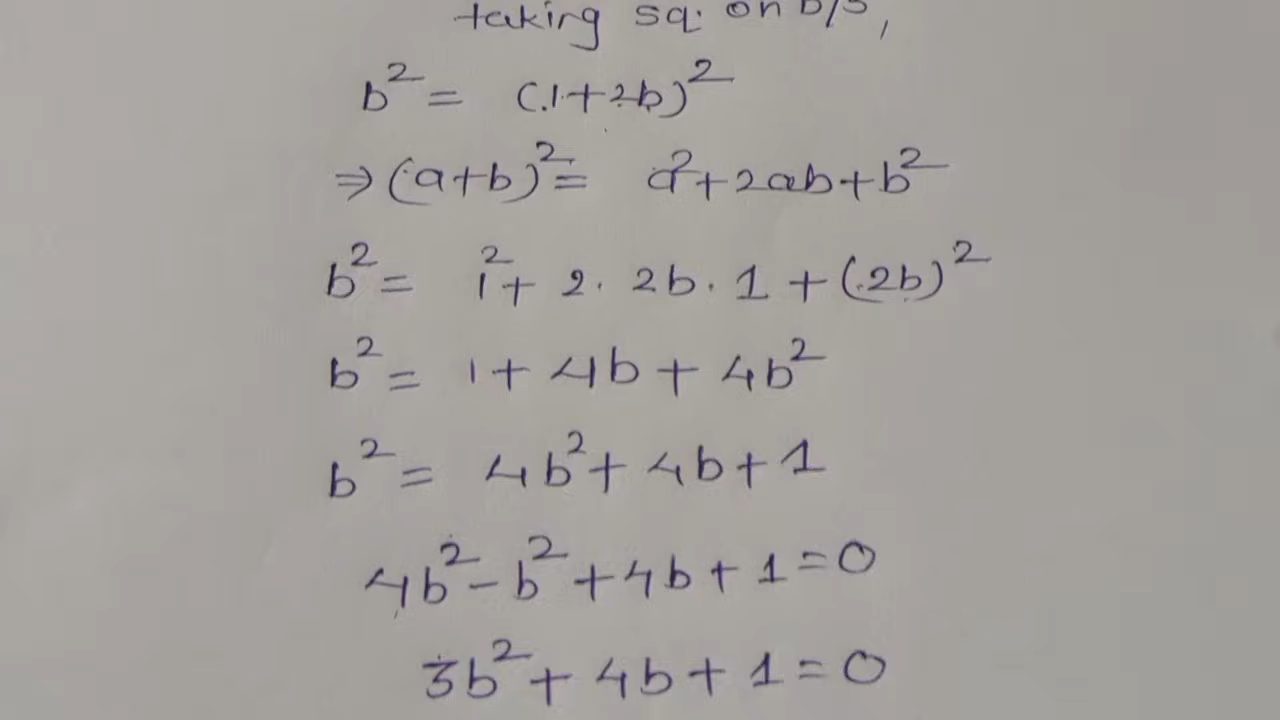 taking sq. on b/s,
b² = (1+2b)²
⇒ (a+b)² = a²+2ab+b²
b² = 1² + 2. 2b. 1 + (2b)²
b² = 1 + 4b + 4b²
b² = 4b² + 4b + 1
4b² - b² + 4b + 1 = 0
3b² + 4b + 1 = 0